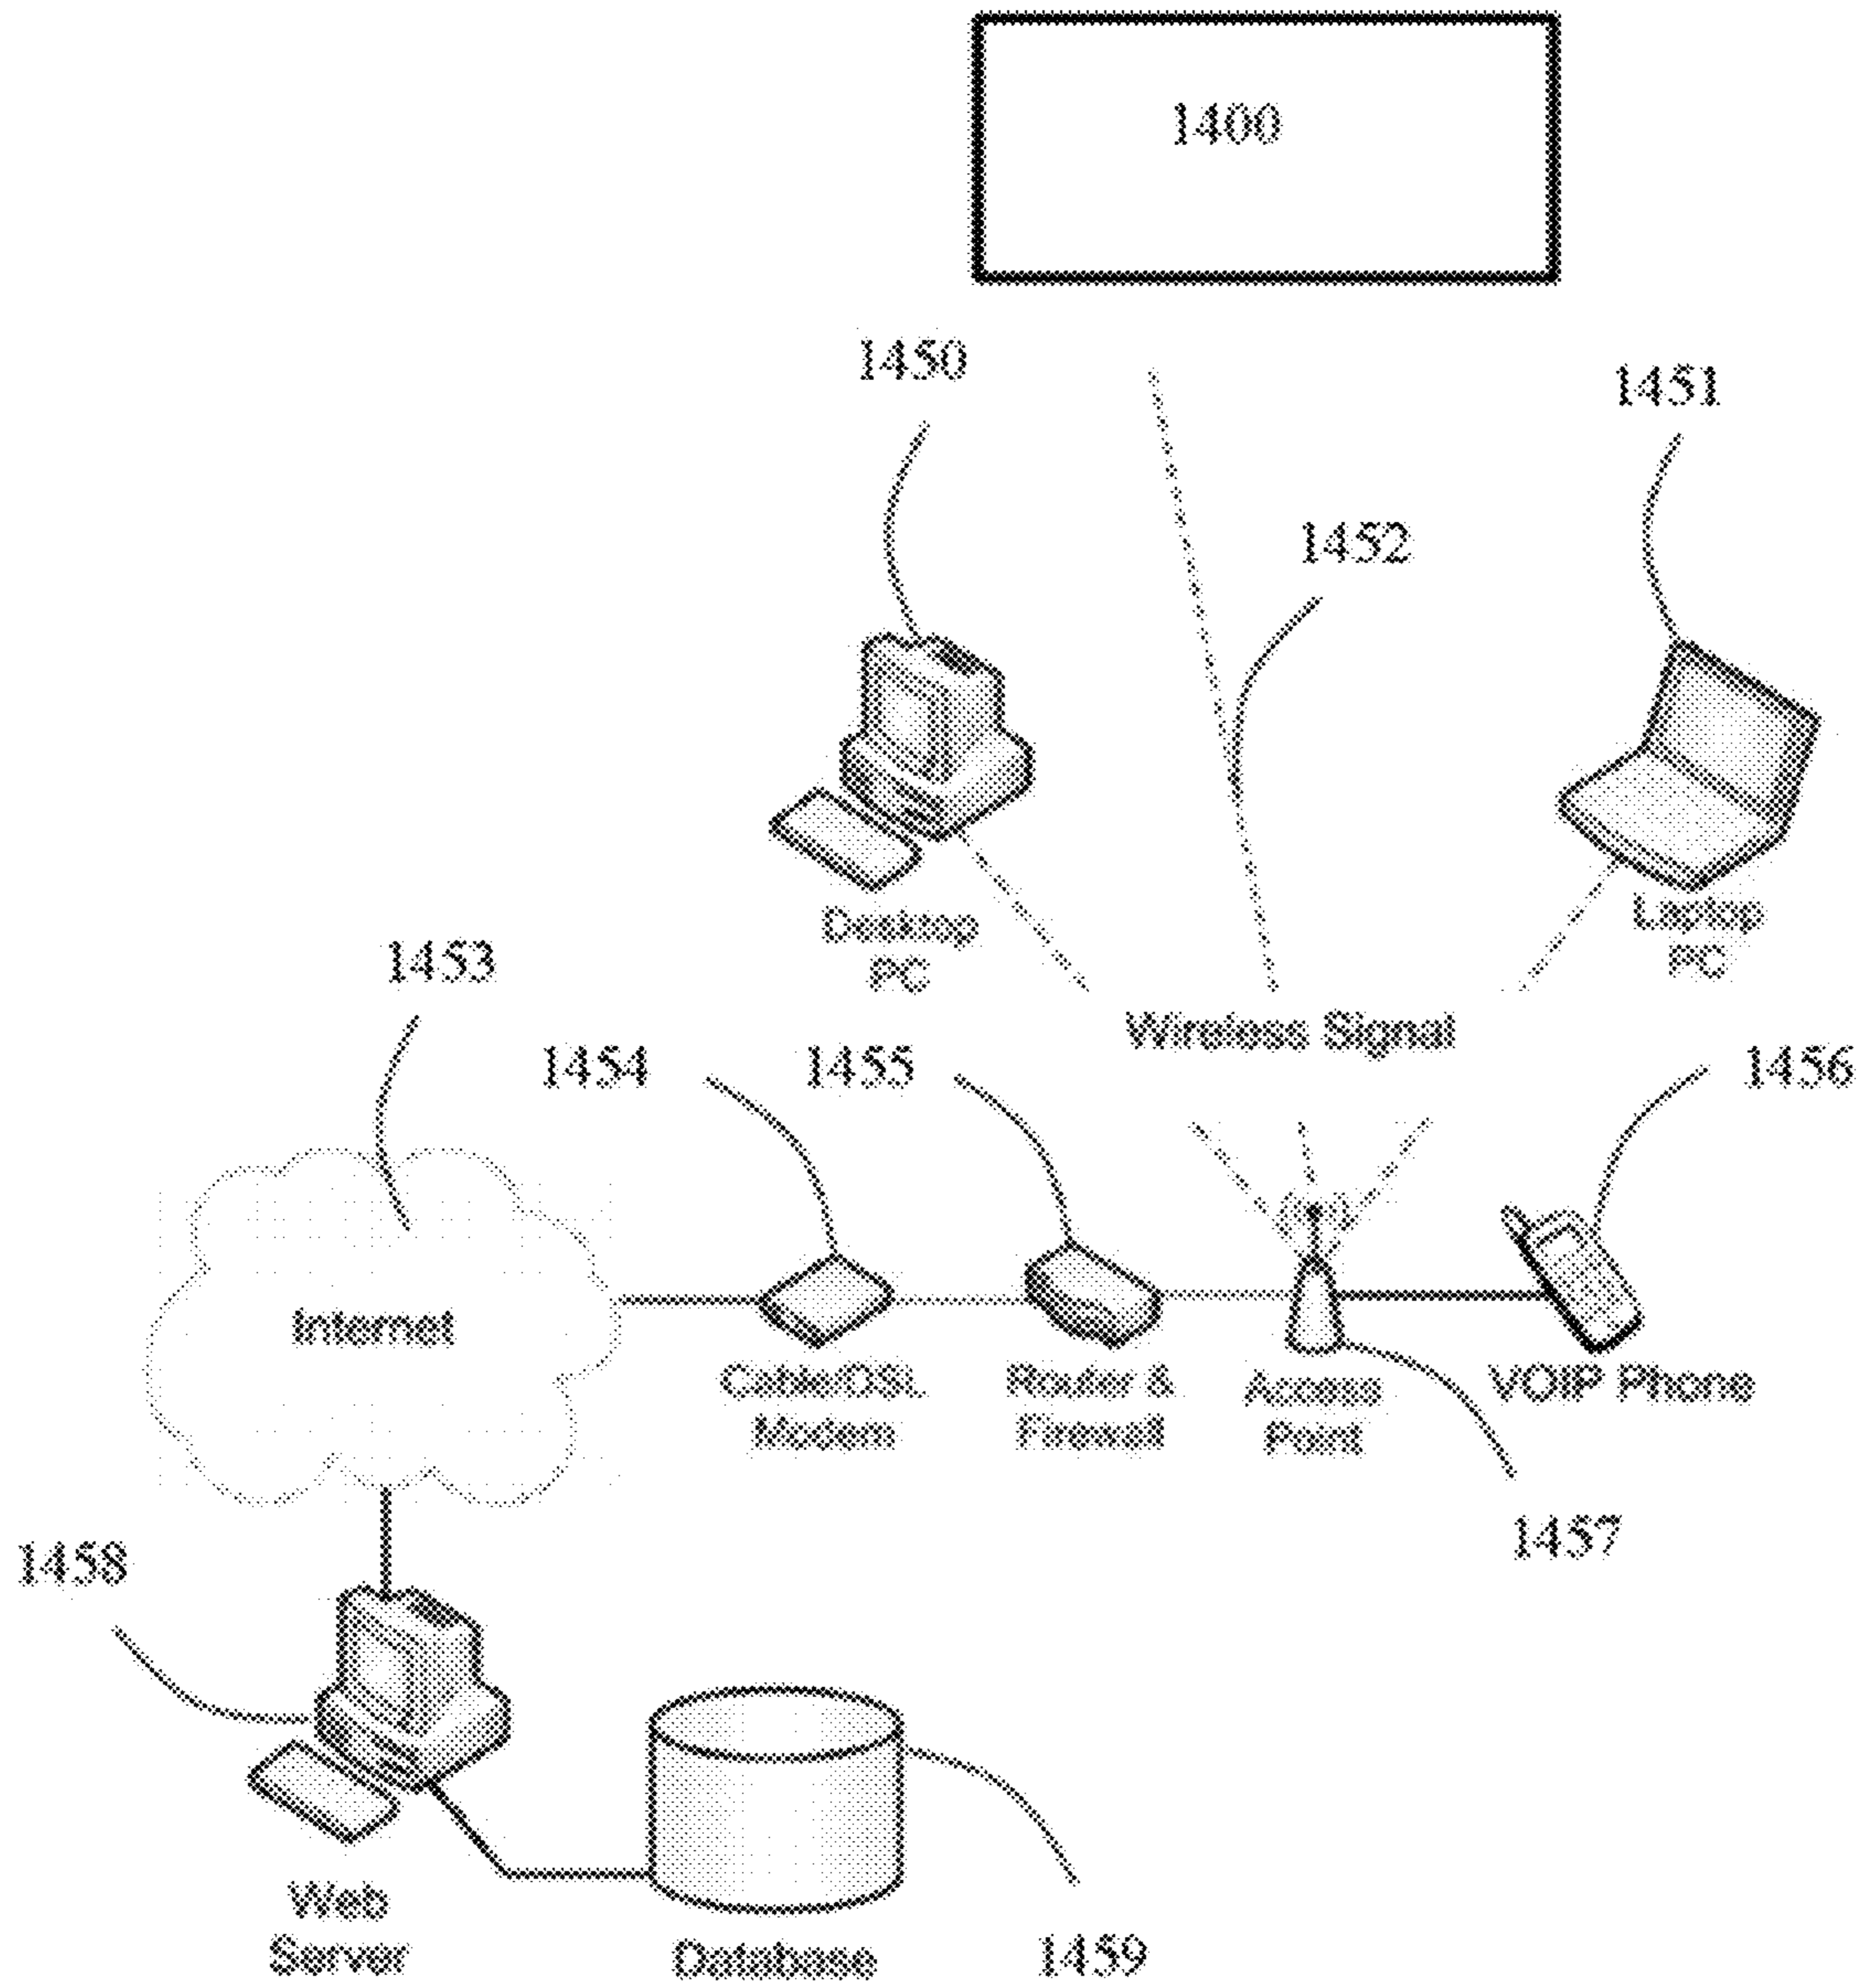 1400
1450
1451
1452
Desktop
PC
Laptop
PC
1453
Wireless Signal
1454
1455
1456
Internet
Cable/DSL
Modem
Router &
Firewall
Access
Point
VOIP Phone
1457
1458
Web
Server
Database
1459